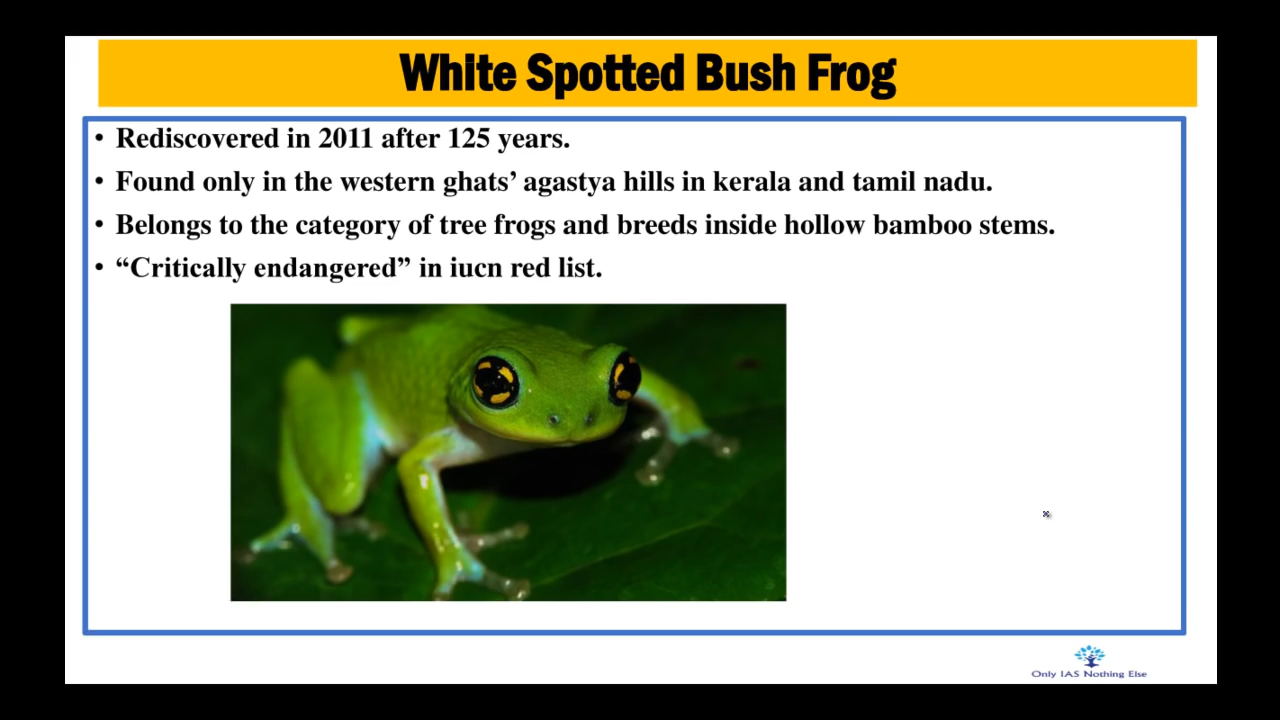 White Spotted Bush Frog
• Rediscovered in 2011 after 125 years.
• Found only in the western ghats’ agastya hills in kerala and tamil nadu.
• Belongs to the category of tree frogs and breeds inside hollow bamboo stems.
• “Critically endangered” in iucn red list.
Only IAS Nothing Else